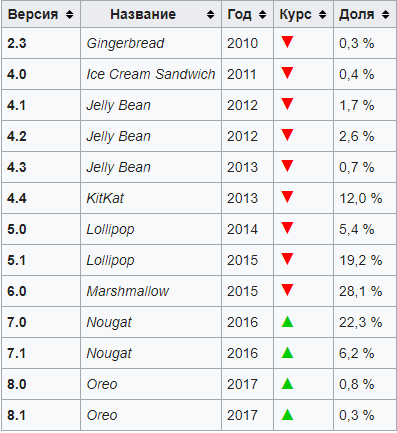 Версия Название Год Курс Доля
2.3 Gingerbread 2010 ▼ 0,3 %
4.0 Ice Cream Sandwich 2011 ▼ 0,4 %
4.1 Jelly Bean 2012 ▼ 1,7 %
4.2 Jelly Bean 2012 ▼ 2,6 %
4.3 Jelly Bean 2013 ▼ 0,7 %
4.4 KitKat 2013 ▼ 12,0 %
5.0 Lollipop 2014 ▼ 5,4 %
5.1 Lollipop 2015 ▼ 19,2 %
6.0 Marshmallow 2015 ▼ 28,1 %
7.0 Nougat 2016 ▲ 22,3 %
7.1 Nougat 2016 ▲ 6,2 %
8.0 Oreo 2017 ▲ 0,8 %
8.1 Oreo 2017 ▲ 0,3 %